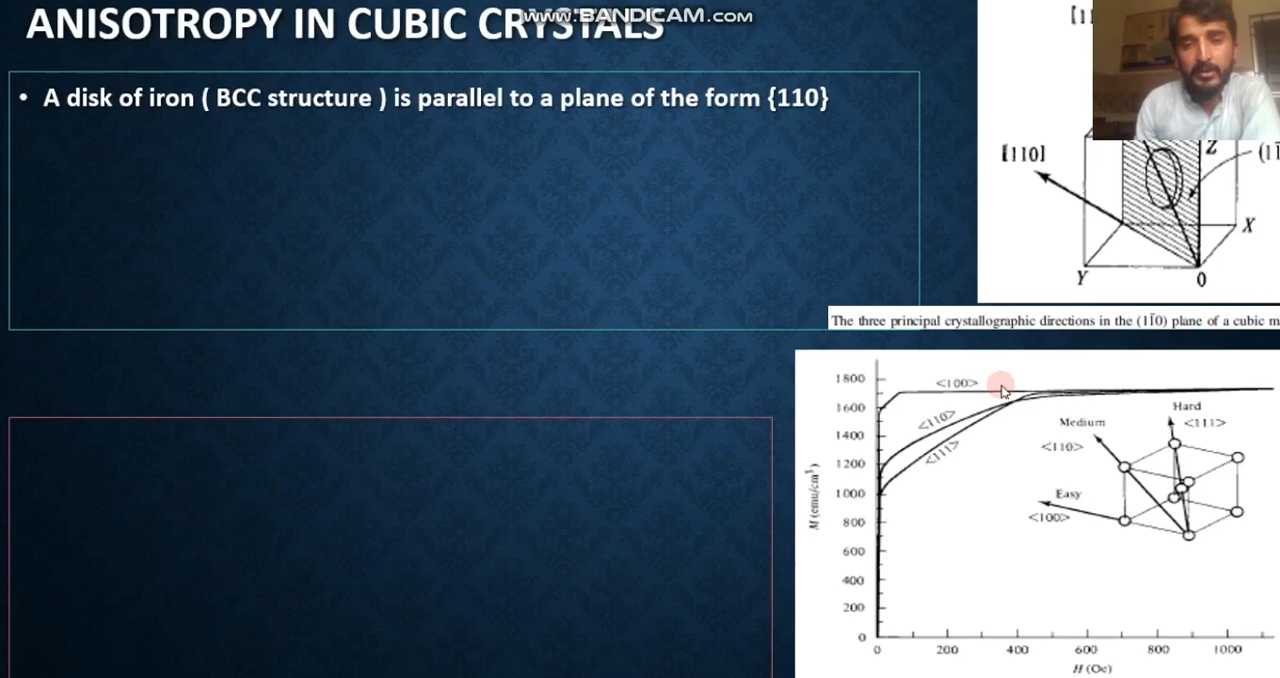 WWW.BANDICAM.COM
ANISOTROPY IN CUBIC CRYSTALS
• A disk of iron ( BCC structure ) is parallel to a plane of the form {110}
[110]
Z
X
Y
0
The three principal crystallographic directions in the (11̄0) plane of a cubic
1800
1600
1400
1200
1000
800
600
400
200
0
M (emu/cm³)
<100>
<110>
<111>
Hard
<111>
Medium
<110>
Easy
<100>
0 200 400 600 800 1000
H (Oe)